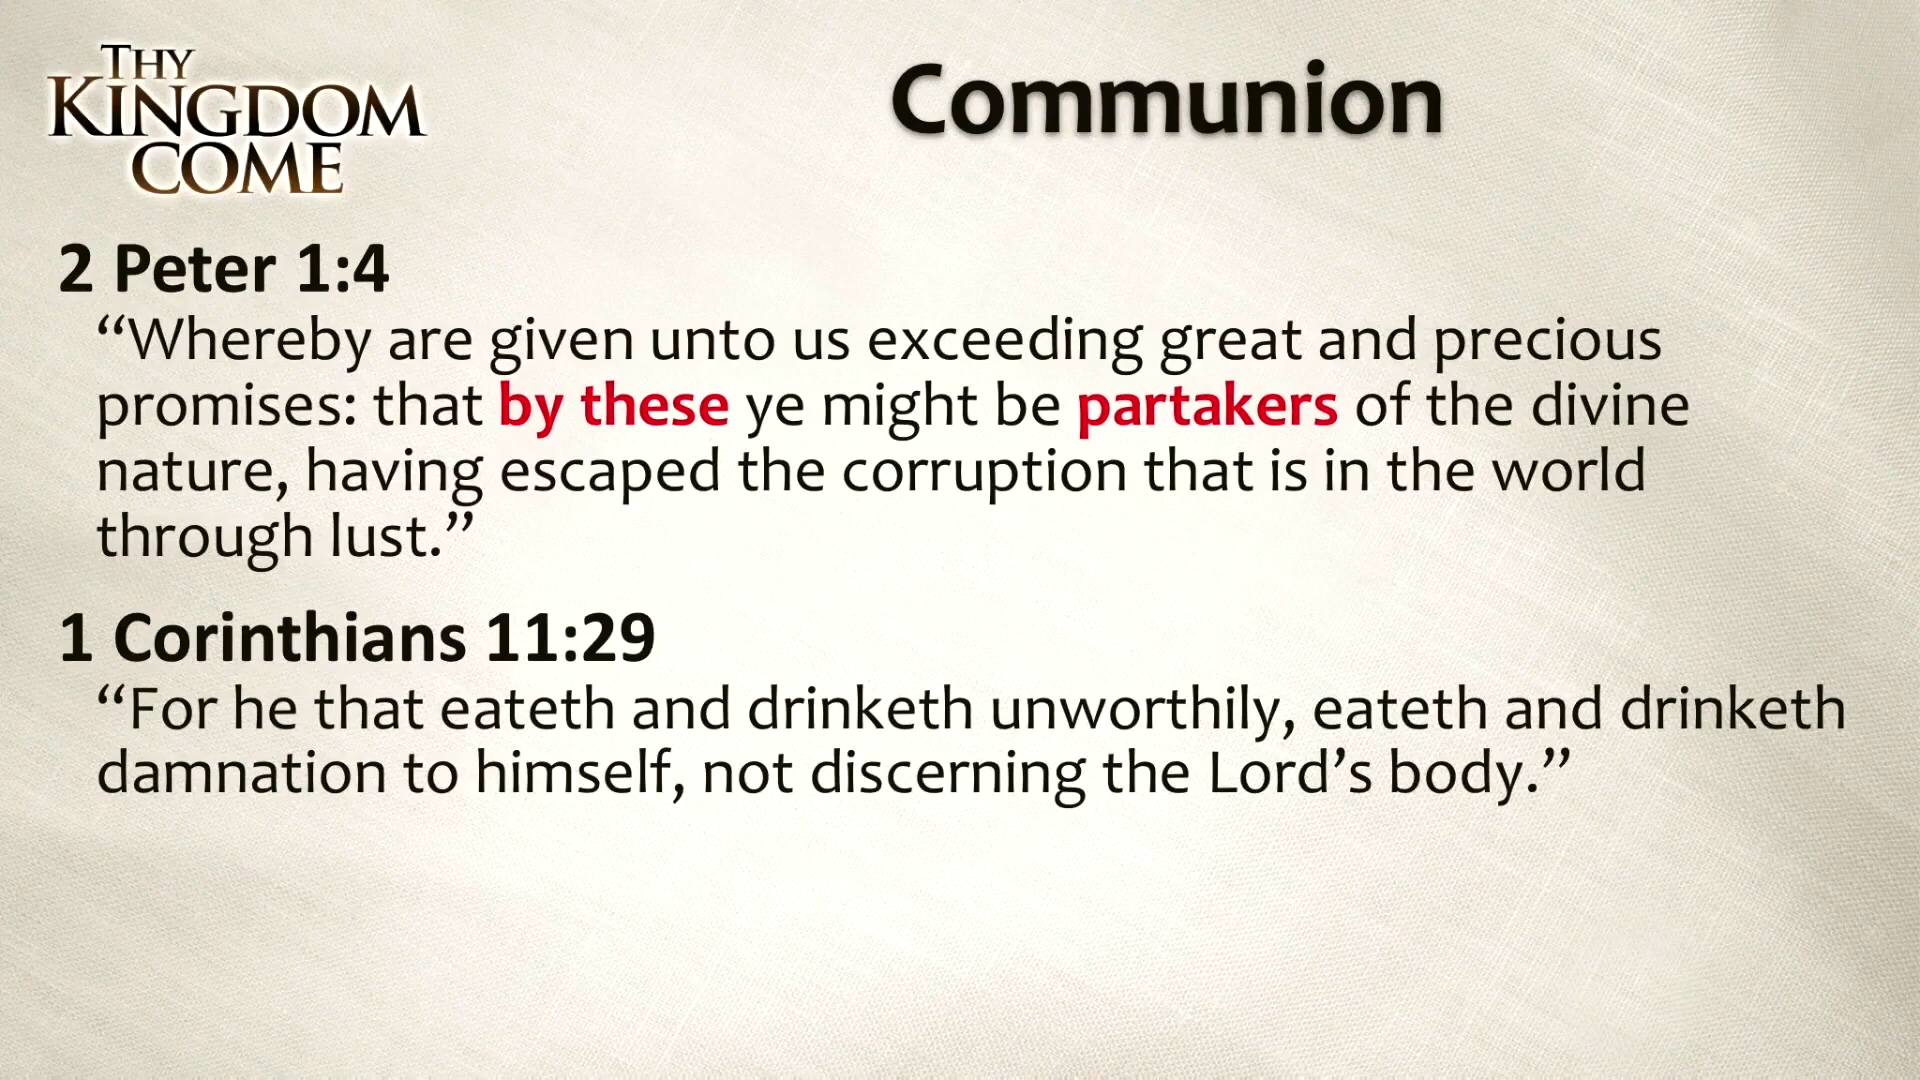 THY
KINGDOM
COME
Communion
2 Peter 1:4
“Whereby are given unto us exceeding great and precious
promises: that by these ye might be partakers of the divine
nature, having escaped the corruption that is in the world
through lust.”
1 Corinthians 11:29
“For he that eateth and drinketh unworthily, eateth and drinketh
damnation to himself, not discerning the Lord’s body.”